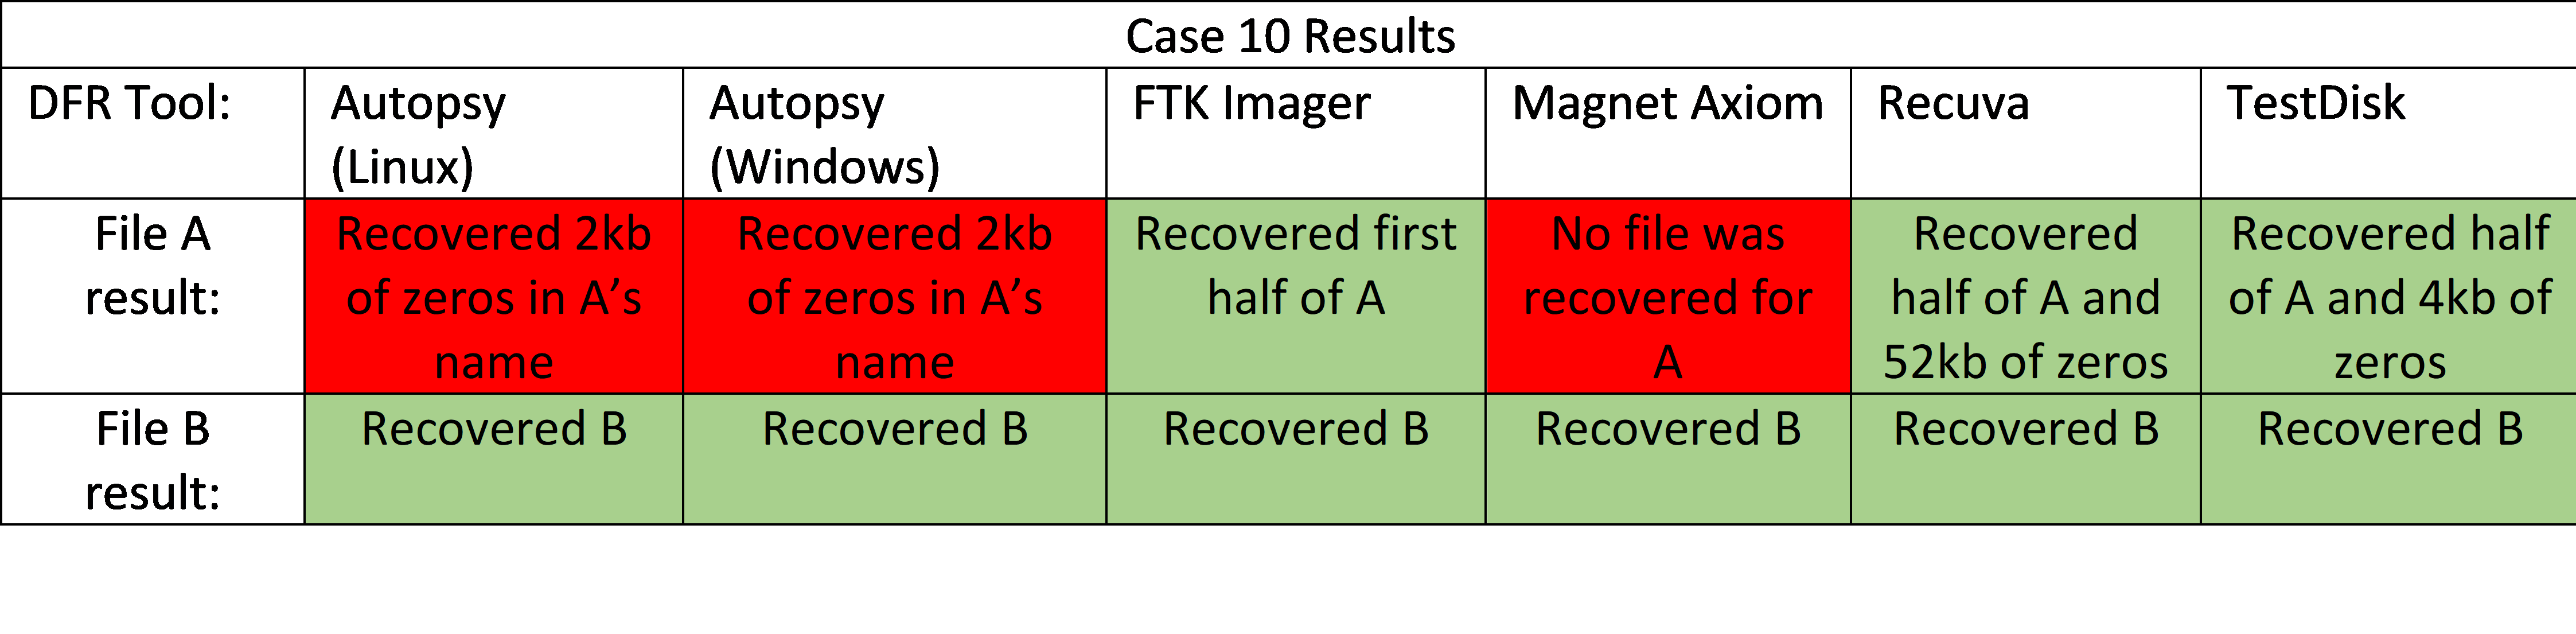 Case 10 Results
DFR Tool:
Autopsy
(Linux)
Autopsy
(Windows)
FTK Imager
Magnet Axiom
Recuva
TestDisk
File A
result:
Recovered 2kb
of zeros in A’s
name
Recovered 2kb
of zeros in A’s
name
Recovered first
half of A
No file was
recovered for
A
Recovered
half of A and
52kb of zeros
Recovered half
of A and 4kb of
zeros
File B
result:
Recovered B
Recovered B
Recovered B
Recovered B
Recovered B
Recovered B